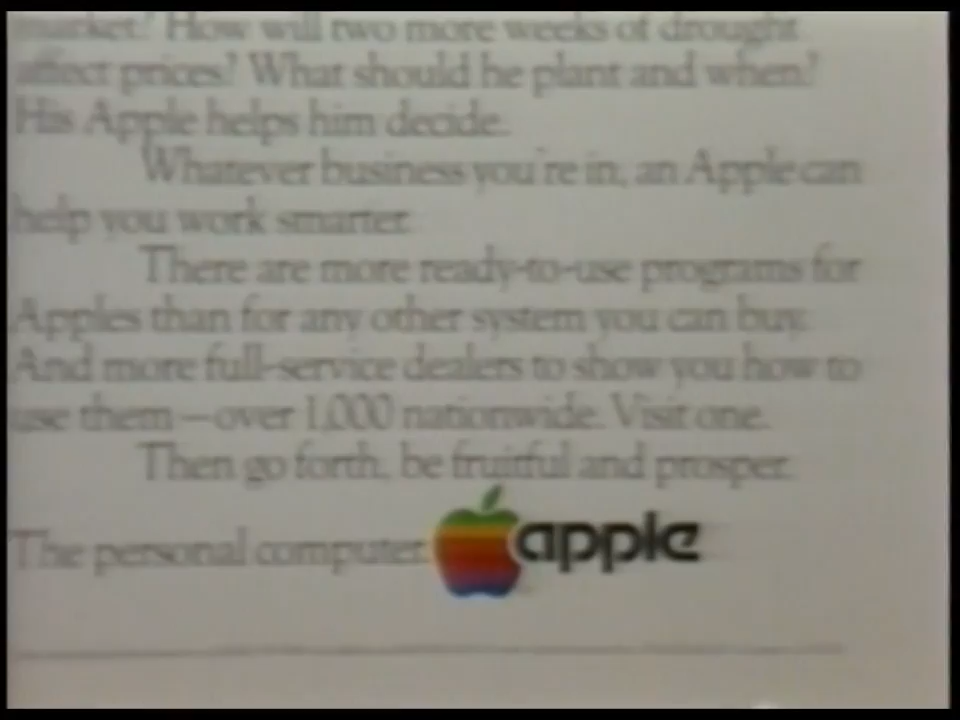 market? How will two more weeks of drought
affect prices? What should he plant and when?
His Apple helps him decide.
Whatever business you're in, an Apple can
help you work smarter.
There are more ready-to-use programs for
Apples than for any other system you can buy.
And more full-service dealers to show you how to
use them—over 1,000 nationwide. Visit one.
Then go forth, be fruitful and prosper.
The personal computer. apple